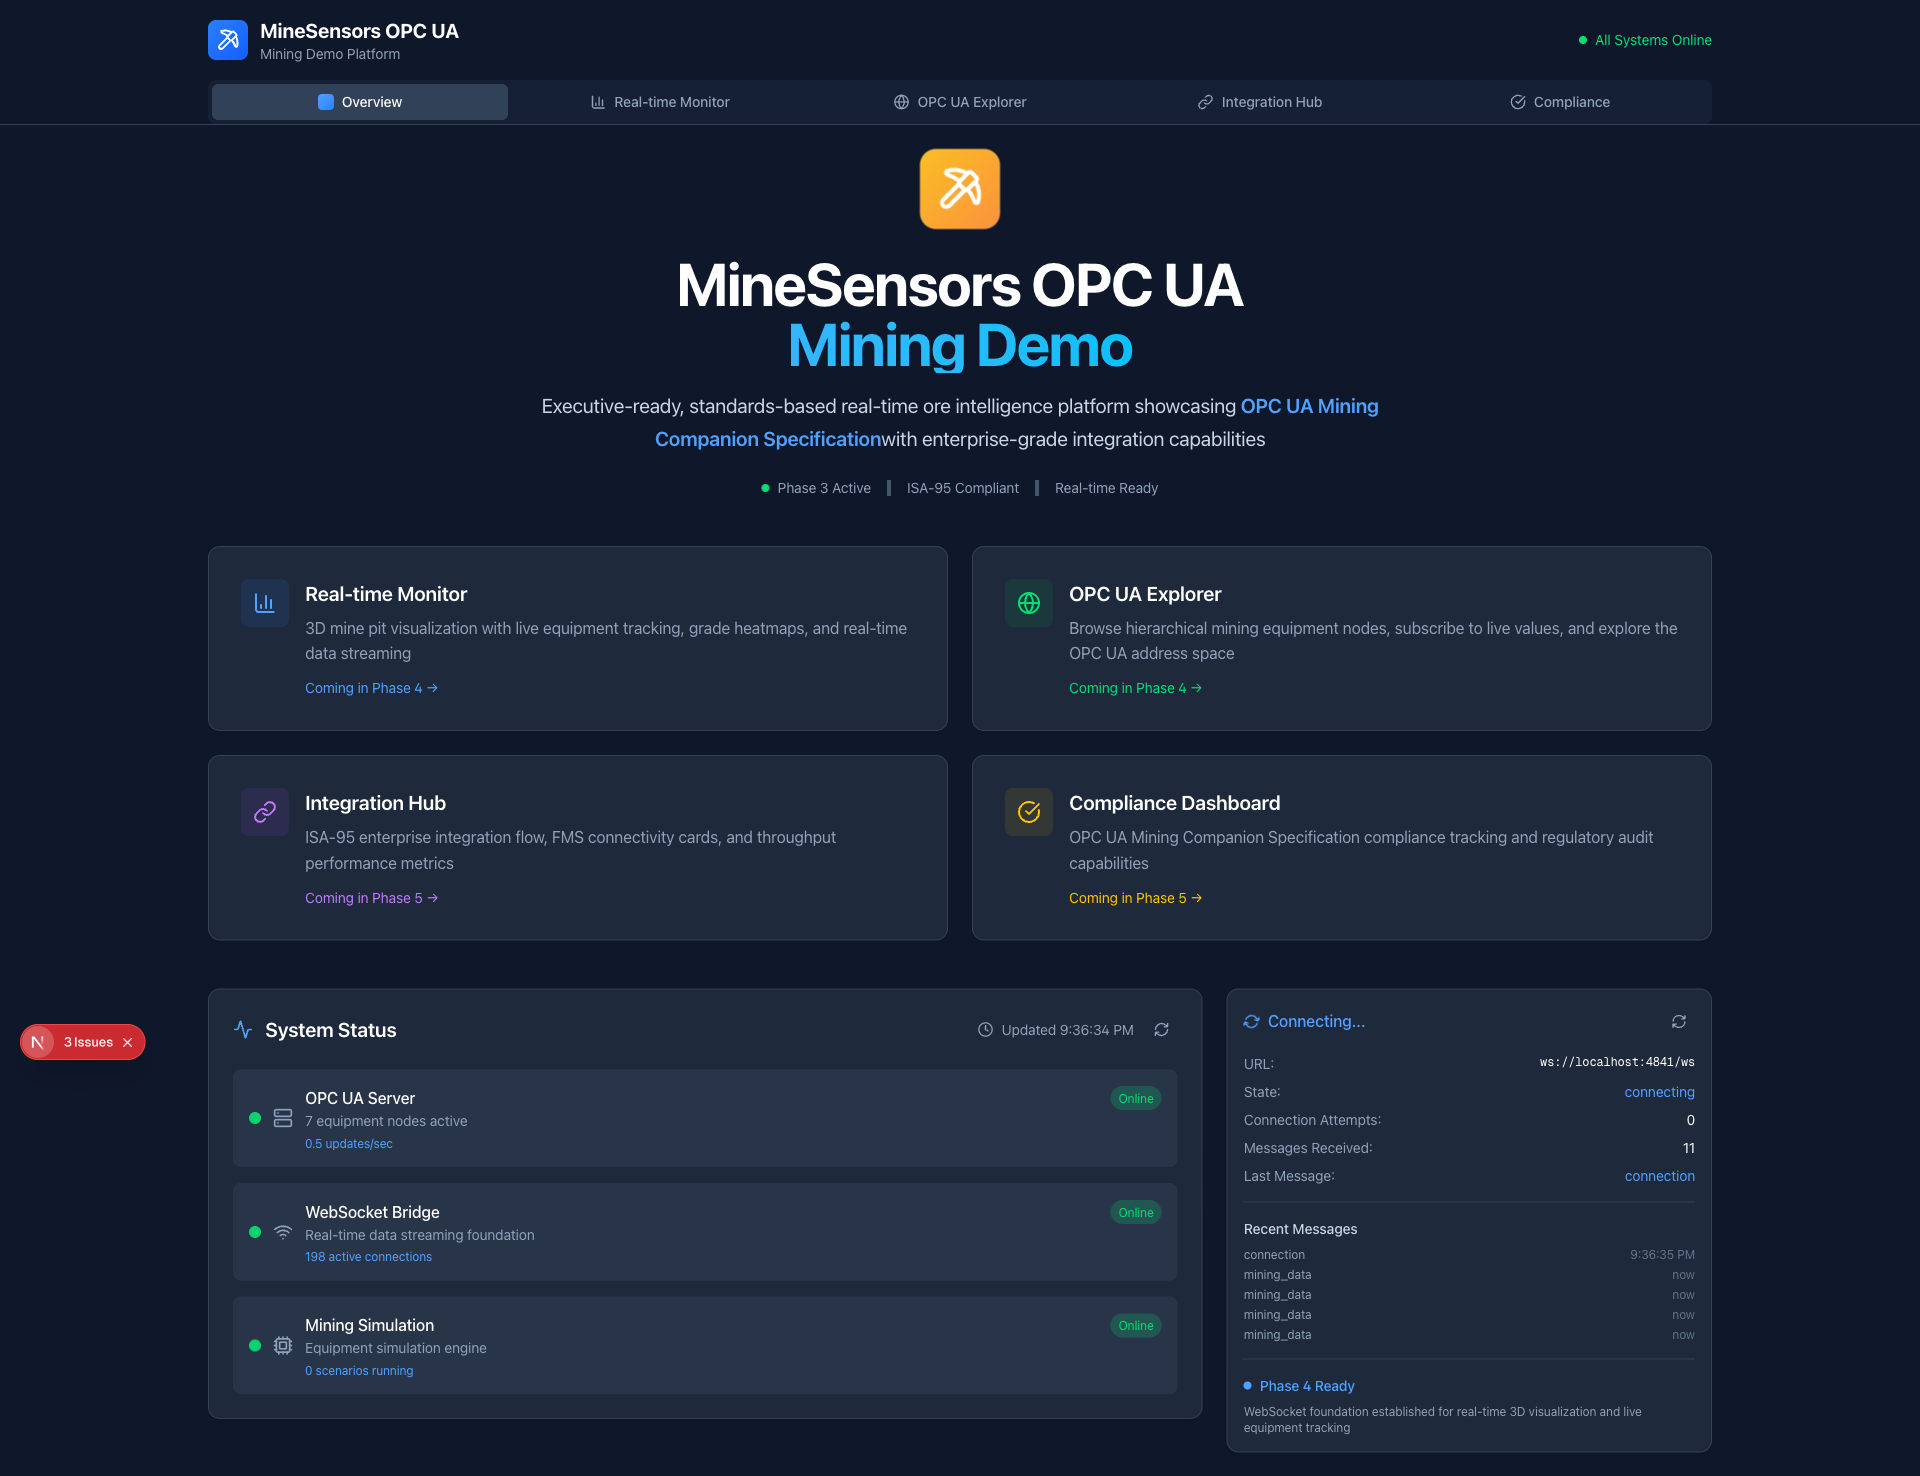 MineSensors OPC UA
Mining Demo Platform
All Systems Online
Overview
Real-time Monitor
OPC UA Explorer
Integration Hub
Compliance
MineSensors OPC UA
Mining Demo
Executive-ready, standards-based real-time ore intelligence platform showcasing OPC UA Mining
Companion Specificationwith enterprise-grade integration capabilities
Phase 3 Active
ISA-95 Compliant
Real-time Ready
Real-time Monitor
3D mine pit visualization with live equipment tracking, grade heatmaps, and real-time
data streaming
Coming in Phase 4 →
OPC UA Explorer
Browse hierarchical mining equipment nodes, subscribe to live values, and explore the
OPC UA address space
Coming in Phase 4 →
Integration Hub
ISA-95 enterprise integration flow, FMS connectivity cards, and throughput
performance metrics
Coming in Phase 5 →
Compliance Dashboard
OPC UA Mining Companion Specification compliance tracking and regulatory audit
capabilities
Coming in Phase 5 →
System Status
Updated 9:36:34 PM
OPC UA Server
7 equipment nodes active
0.5 updates/sec
Online
WebSocket Bridge
Real-time data streaming foundation
198 active connections
Online
Mining Simulation
Equipment simulation engine
0 scenarios running
Online
Connecting...
URL: ws://localhost:4841/ws
State: connecting
Connection Attempts: 0
Messages Received: 11
Last Message: connection
Recent Messages
connection 9:36:35 PM
mining_data now
mining_data now
mining_data now
mining_data now
Phase 4 Ready
WebSocket foundation established for real-time 3D visualization and live
equipment tracking
N 3 Issues